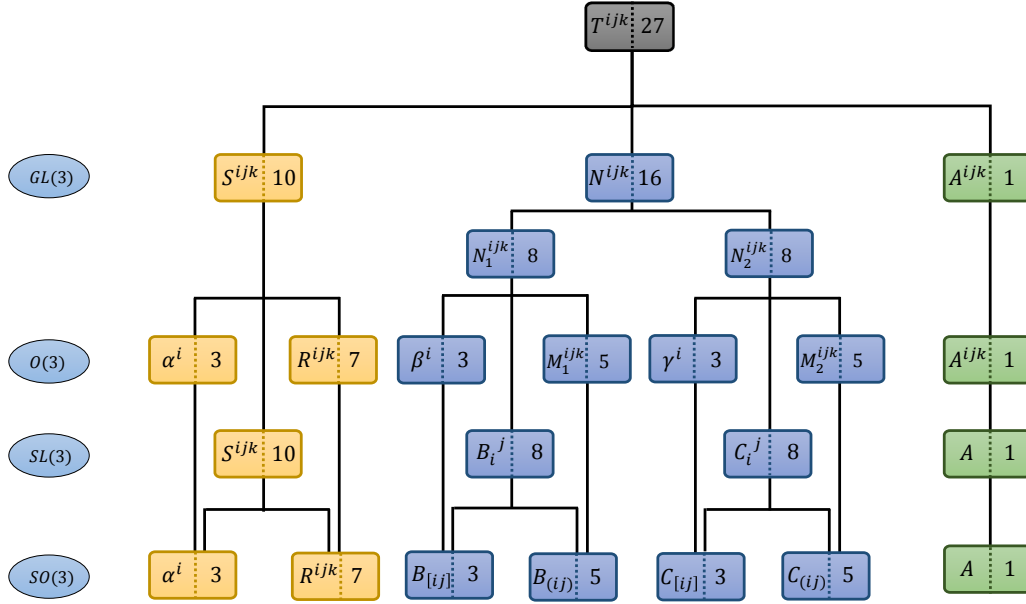 T^{ijk} 27
GL(3) S^{ijk} 10 N^{ijk} 16 A^{ijk} 1
N_1^{ijk} 8 N_2^{ijk} 8
O(3) α^i 3 R^{ijk} 7 β^i 3 M_1^{ijk} 5 γ^i 3 M_2^{ijk} 5 A^{ijk} 1
SL(3) S^{ijk} 10 B_i^j 8 C_i^j 8 A 1
SO(3) α^i 3 R^{ijk} 7 B_{[ij]} 3 B_{(ij)} 5 C_{[ij]} 3 C_{(ij)} 5 A 1